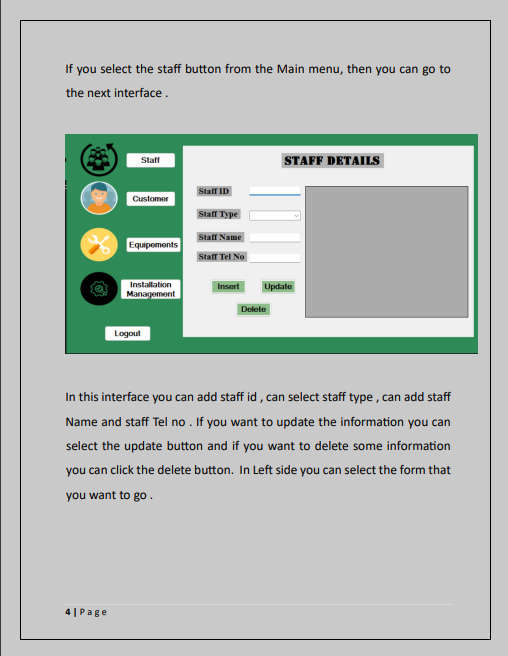 If you select the staff button from the Main menu, then you can go to
the next interface .
Staff
Customer
Equipements
Installation
Management
Logout
STAFF DETAILS
Staff ID
Staff Type
Staff Name
Staff Tel No
Insert
Update
Delete
In this interface you can add staff id , can select staff type , can add staff
Name and staff Tel no . If you want to update the information you can
select the update button and if you want to delete some information
you can click the delete button. In Left side you can select the form that
you want to go .
4 | Page